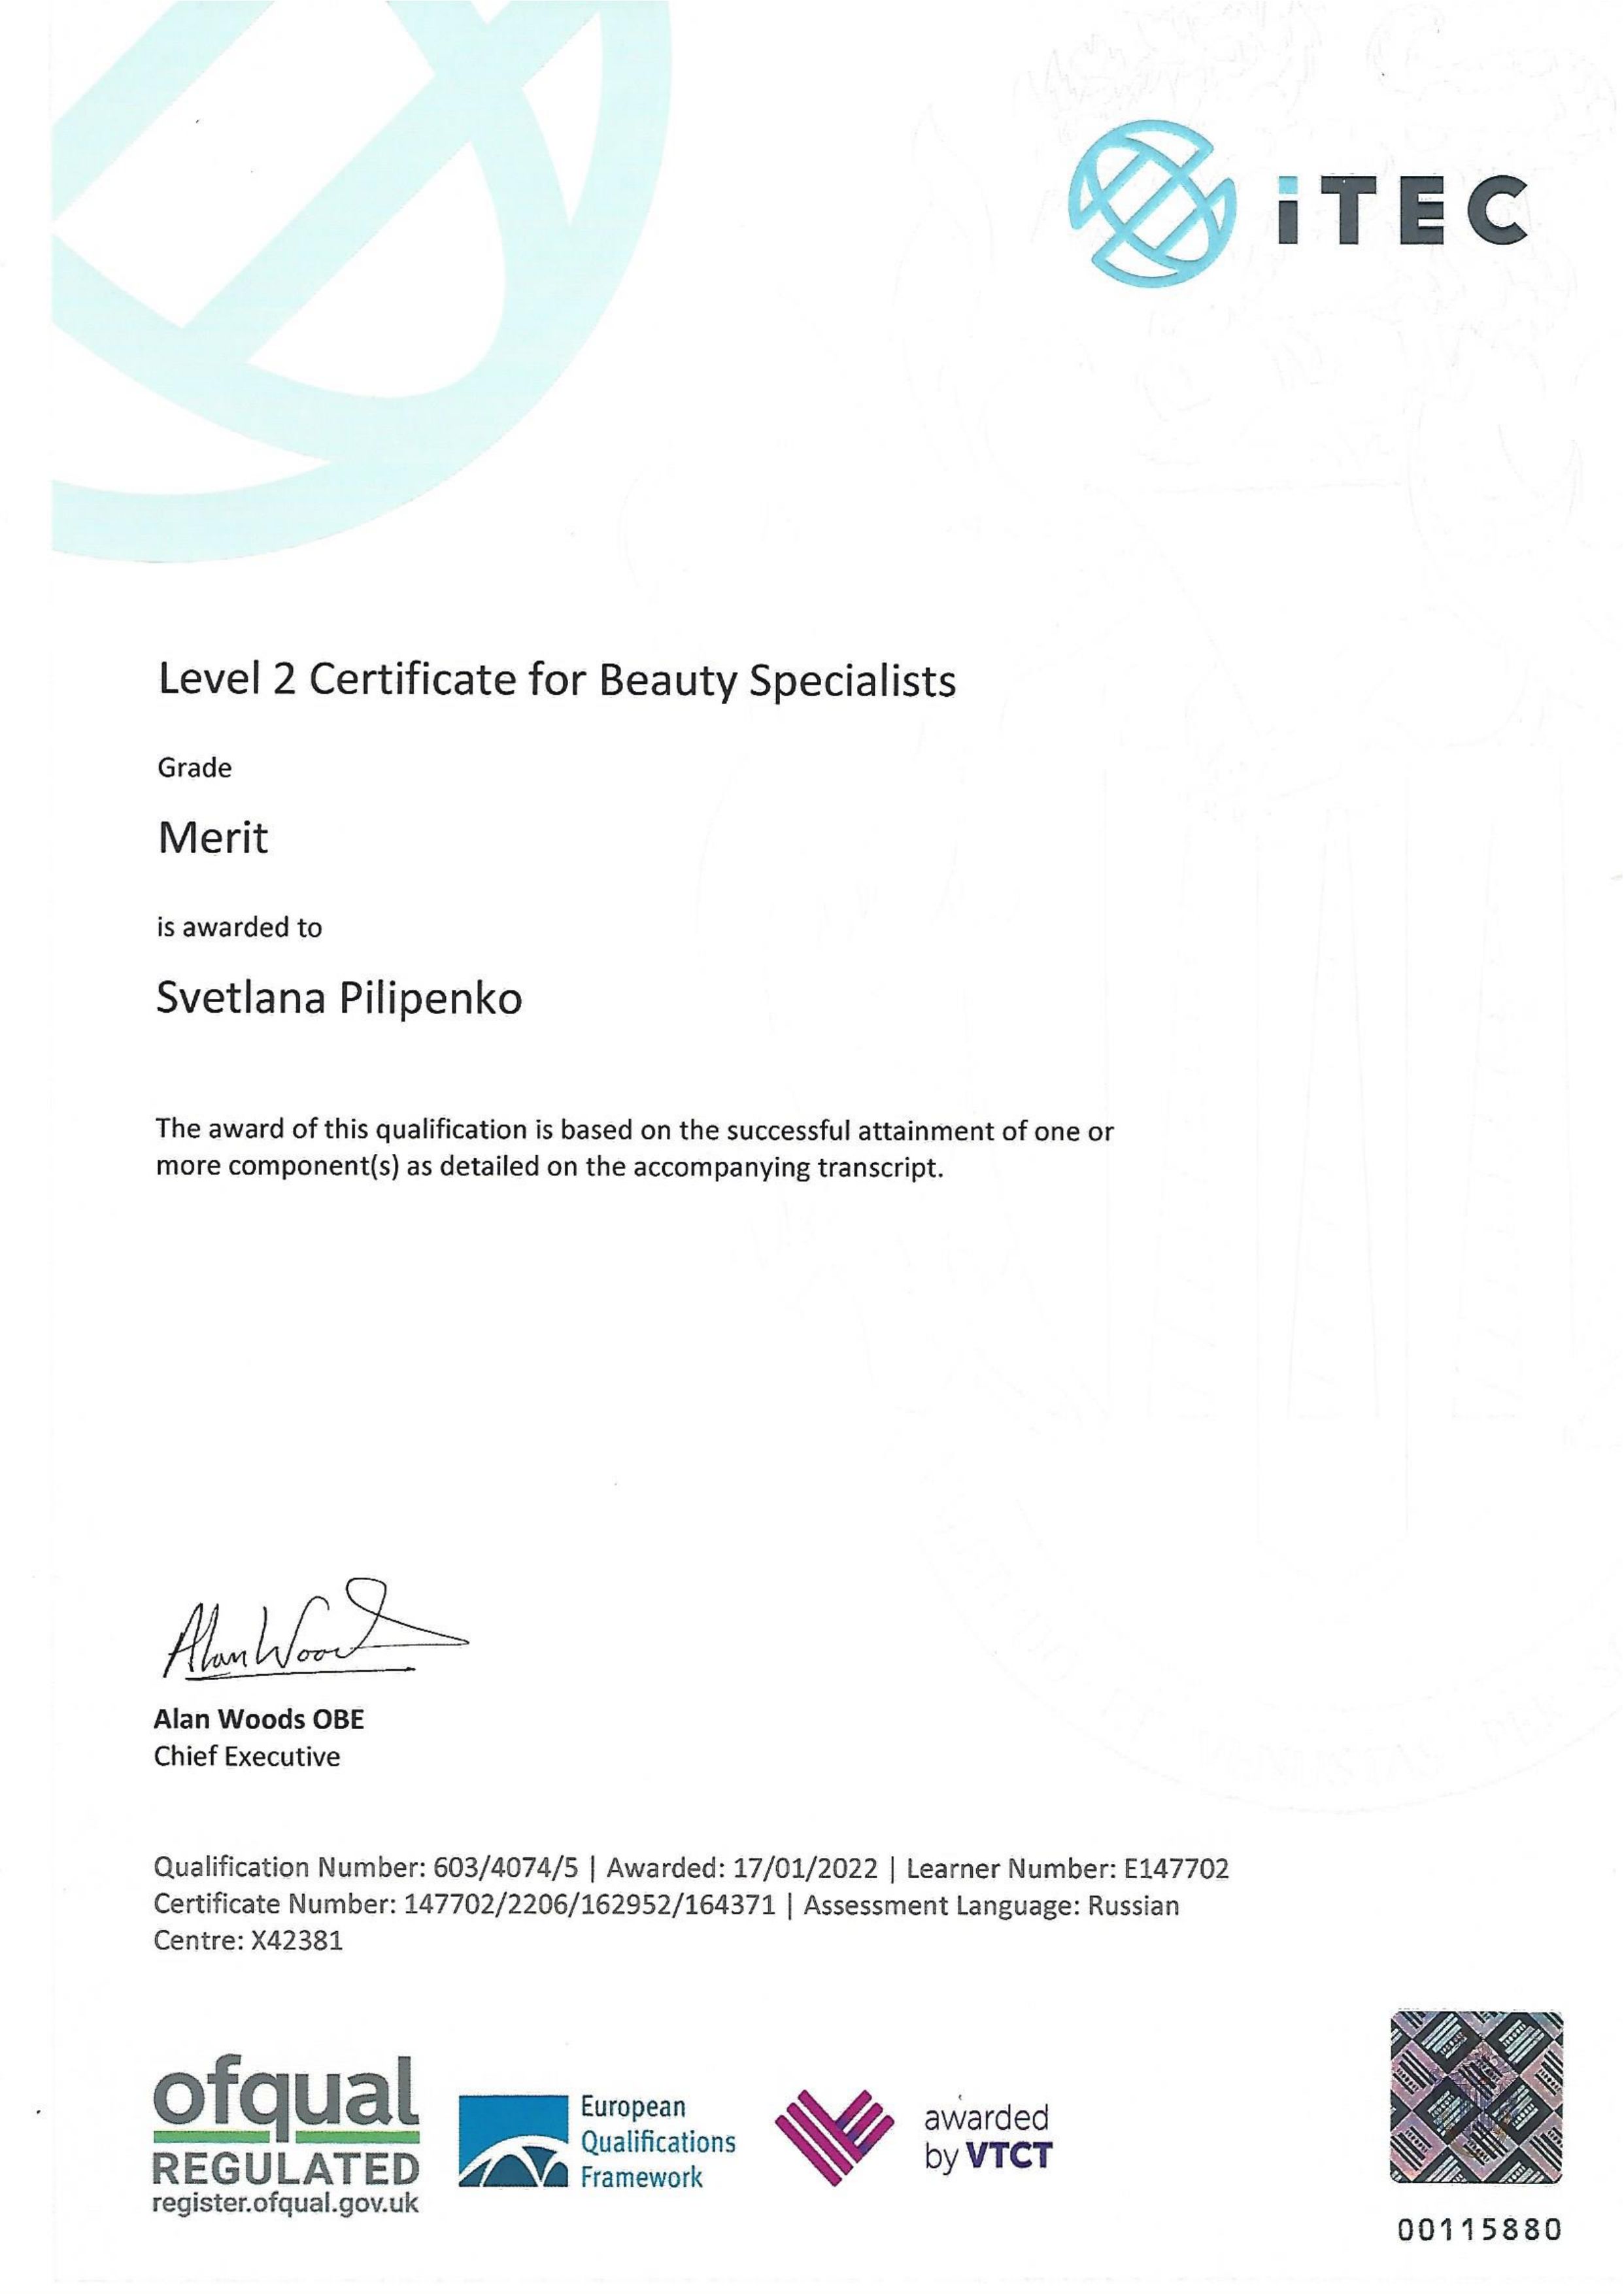 iTEC
Level 2 Certificate for Beauty Specialists
Grade
Merit
is awarded to
Svetlana Pilipenko
The award of this qualification is based on the successful attainment of one or
more component(s) as detailed on the accompanying transcript.
Alan Woods
Alan Woods OBE
Chief Executive
Qualification Number: 603/4074/5 | Awarded: 17/01/2022 | Learner Number: E147702
Certificate Number: 147702/2206/162952/164371 | Assessment Language: Russian
Centre: X42381
ofqual
REGULATED
register.ofqual.gov.uk
European
Qualifications
Framework
awarded
by VTCT
00115880